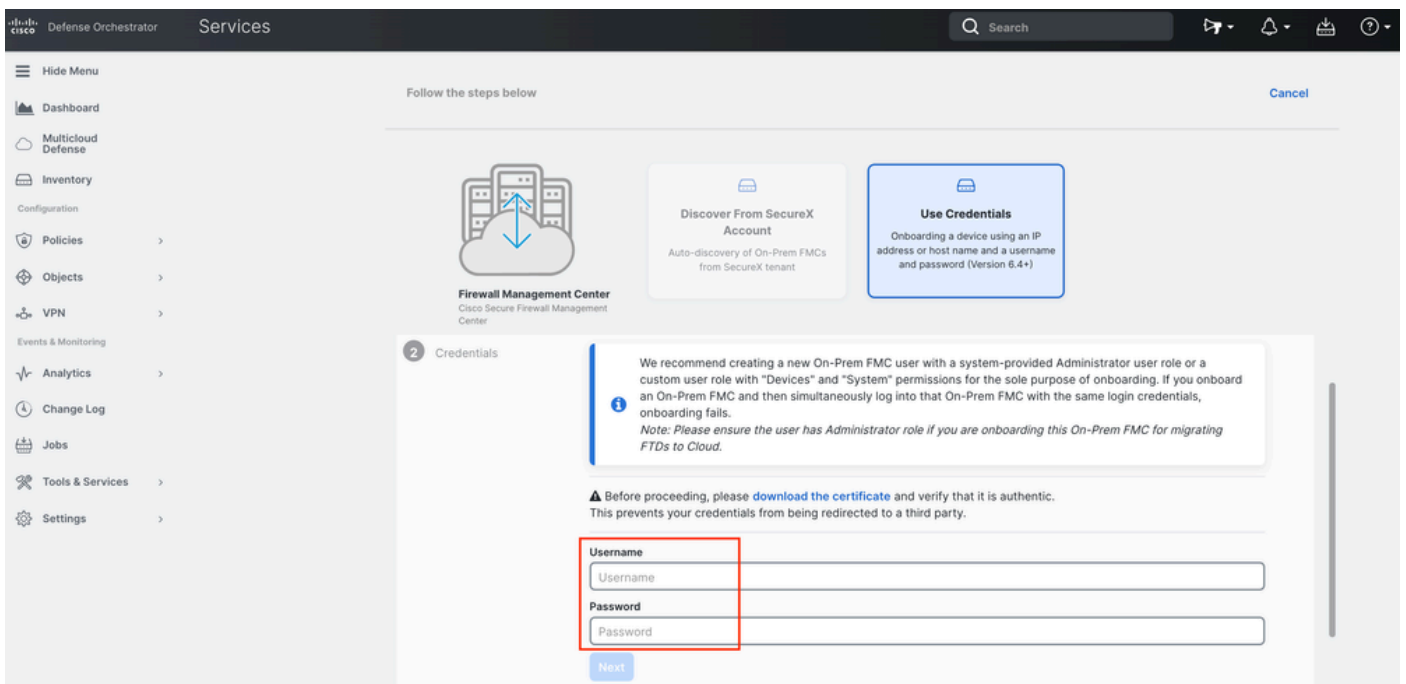 cisco Defense Orchestrator Services Search
Hide Menu
Dashboard
Multicloud
Defense
Inventory
Configuration
Policies
Objects
VPN
Events & Monitoring
Analytics
Change Log
Jobs
Tools & Services
Settings
Follow the steps below
Cancel
Firewall Management Center
Cisco Secure Firewall Management
Center
Discover From SecureX
Account
Auto-discovery of On-Prem FMCs
from SecureX tenant
Use Credentials
Onboarding a device using an IP
address or host name and a username
and password (Version 6.4+)
2 Credentials
We recommend creating a new On-Prem FMC user with a system-provided Administrator user role or a
custom user role with "Devices" and "System" permissions for the sole purpose of onboarding. If you onboard
an On-Prem FMC and then simultaneously log into that On-Prem FMC with the same login credentials,
onboarding fails.
Note: Please ensure the user has Administrator role if you are onboarding this On-Prem FMC for migrating
FTDs to Cloud.
Before proceeding, please download the certificate and verify that it is authentic.
This prevents your credentials from being redirected to a third party.
Username
Username
Password
Password
Next